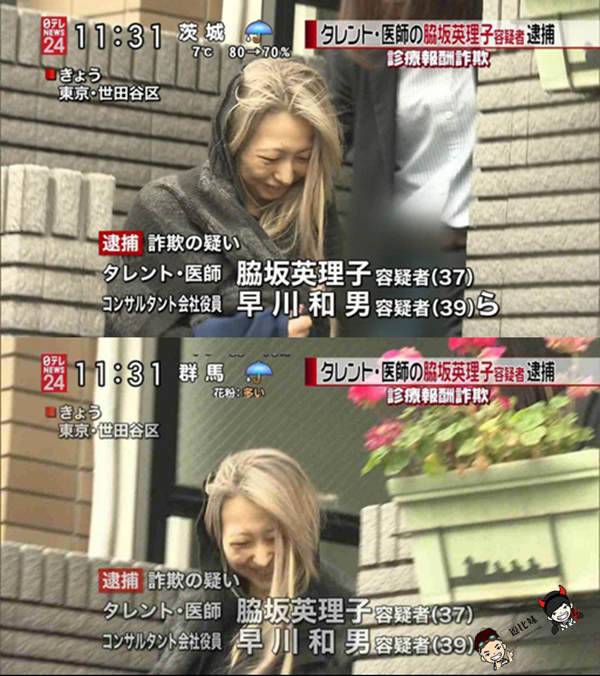 日テレ
NEWS
24
11:31 茨城
7℃ 80→70%
タレント・医師の脇坂英理子容疑者 逮捕
診療報酬詐欺
きょう
東京・世田谷区
逮捕 詐欺の疑い
タレント・医師 脇坂英理子容疑者(37)
コンサルタント会社役員 早川和男容疑者(39)ら
日テレ
NEWS
24
11:31 群馬
花粉:多い
タレント・医師の脇坂英理子容疑者 逮捕
診療報酬詐欺
きょう
東京・世田谷区
逮捕 詐欺の疑い
タレント・医師 脇坂英理子容疑者(37)
コンサルタント会社役員 早川和男容疑者(39)
逗比妹